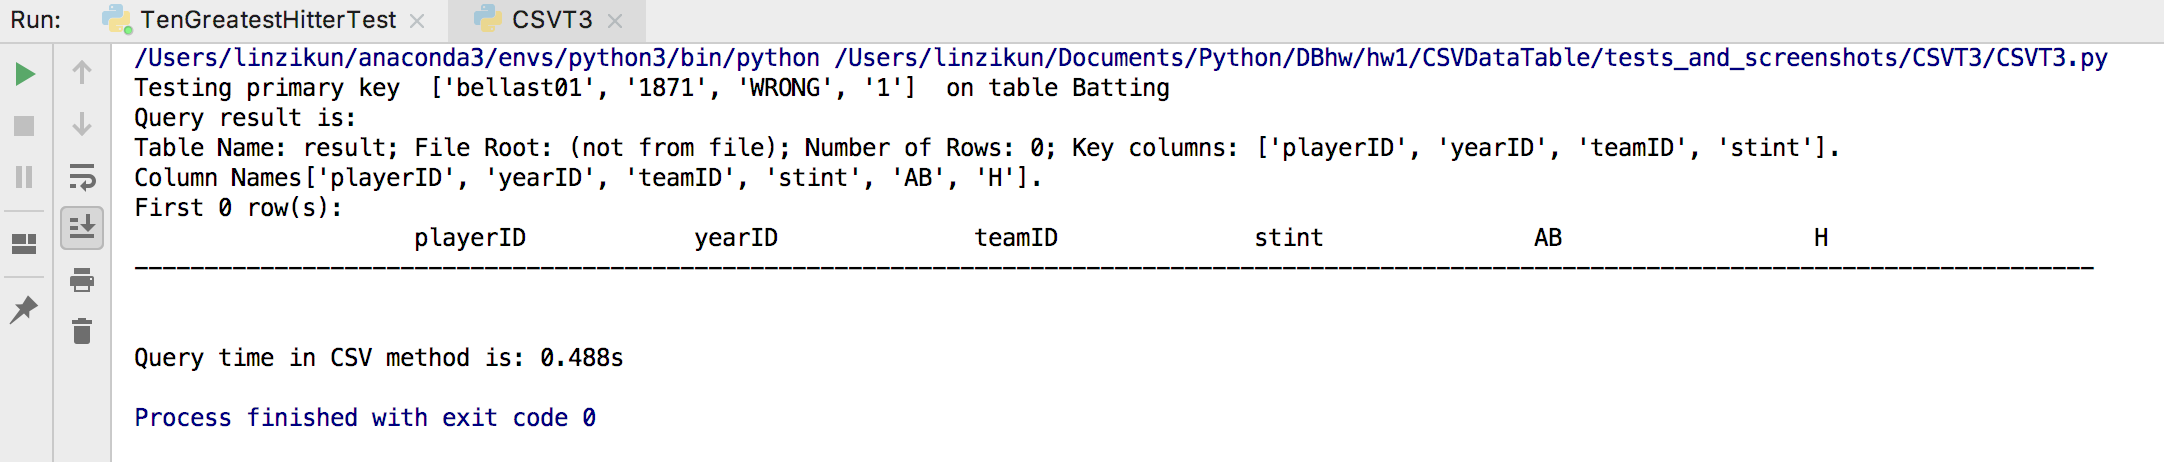 Run: TenGreatestHitterTest × CSVT3 ×
/Users/linzikun/anaconda3/envs/python3/bin/python /Users/linzikun/Documents/Python/DBhw/hw1/CSVDataTable/tests_and_screenshots/CSVT3/CSVT3.py
Testing primary key  ['bellast01', '1871', 'WRONG', '1']  on table Batting
Query result is:
Table Name: result; File Root: (not from file); Number of Rows: 0; Key columns: ['playerID', 'yearID', 'teamID', 'stint'].
Column Names['playerID', 'yearID', 'teamID', 'stint', 'AB', 'H'].
First 0 row(s):
playerID yearID teamID stint AB H
--------------------------------------------------------------------------------------------------------------------------------------------
Query time in CSV method is: 0.488s
Process finished with exit code 0